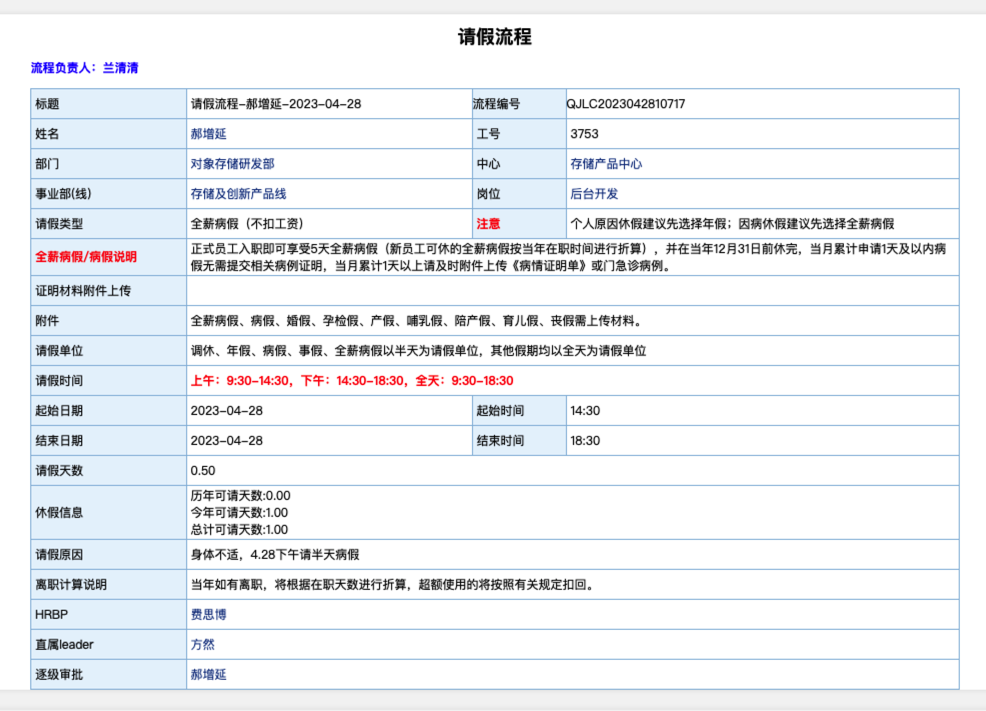 请假流程
流程负责人：兰清清
标题 请假流程-郝增延-2023-04-28 流程编号 QJLC2023042810717
姓名 郝增延 工号 3753
部门 对象存储研发部 中心 存储产品中心
事业部(线) 存储及创新产品线 岗位 后台开发
请假类型 全薪病假（不扣工资） 注意 个人原因休假建议先选择年假；因病休假建议先选择全薪病假
全薪病假/病假说明 正式员工入职即可享受5天全薪病假（新员工可休的全薪病假按当年在职时间进行折算），并在当年12月31日前休完，当月累计申请1天及以内病
假无需提交相关病例证明，当月累计1天以上请及时附件上传《病情证明单》或门急诊病例。
证明材料附件上传
附件 全薪病假、病假、婚假、孕检假、产假、哺乳假、陪产假、育儿假、丧假需上传材料。
请假单位 调休、年假、病假、事假、全薪病假以半天为请假单位，其他假期均以全天为请假单位
请假时间 上午：9:30-14:30，下午：14:30-18:30，全天：9:30-18:30
起始日期 2023-04-28 起始时间 14:30
结束日期 2023-04-28 结束时间 18:30
请假天数 0.50
休假信息 历年可请天数:0.00
今年可请天数:1.00
总计可请天数:1.00
请假原因 身体不适，4.28下午请半天病假
离职计算说明 当年如有离职，将根据在职天数进行折算，超额使用的将按照有关规定扣回。
HRBP 费思博
直属leader 方然
逐级审批 郝增延